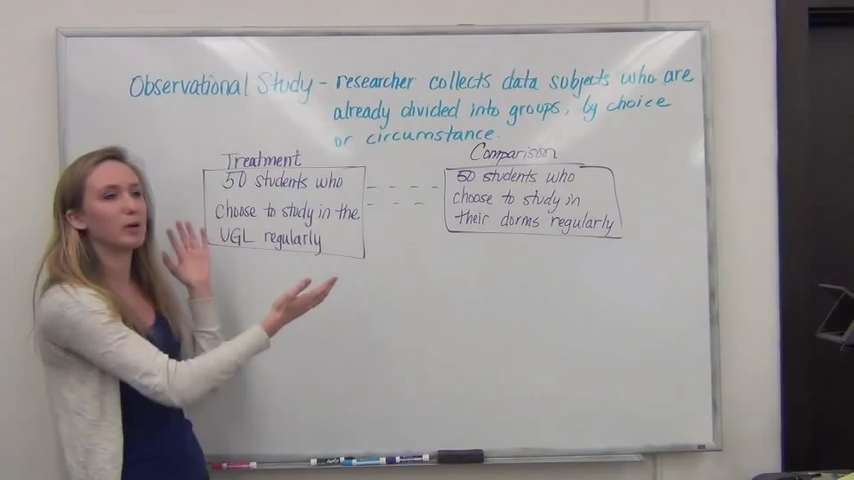 Observational Study - researcher collects data subjects who are
already divided into groups, by choice
or circumstance.
Treatment
50 students who
choose to study in the
UGL regularly
Comparison
50 students who
choose to study in
their dorms regularly